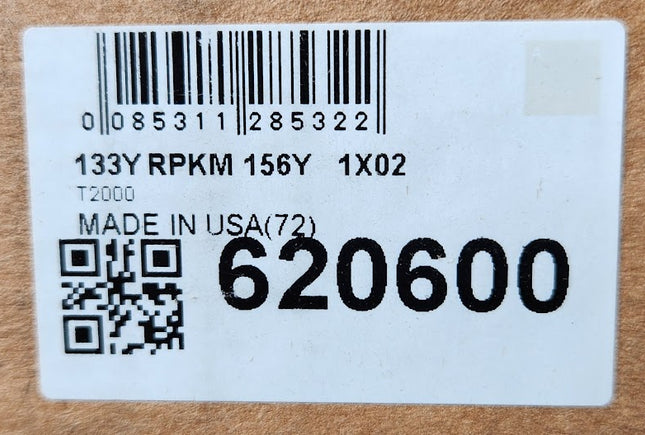 0 085311 285322
133Y RPKM 156Y 1X02
T2000
MADE IN USA(72)
620600